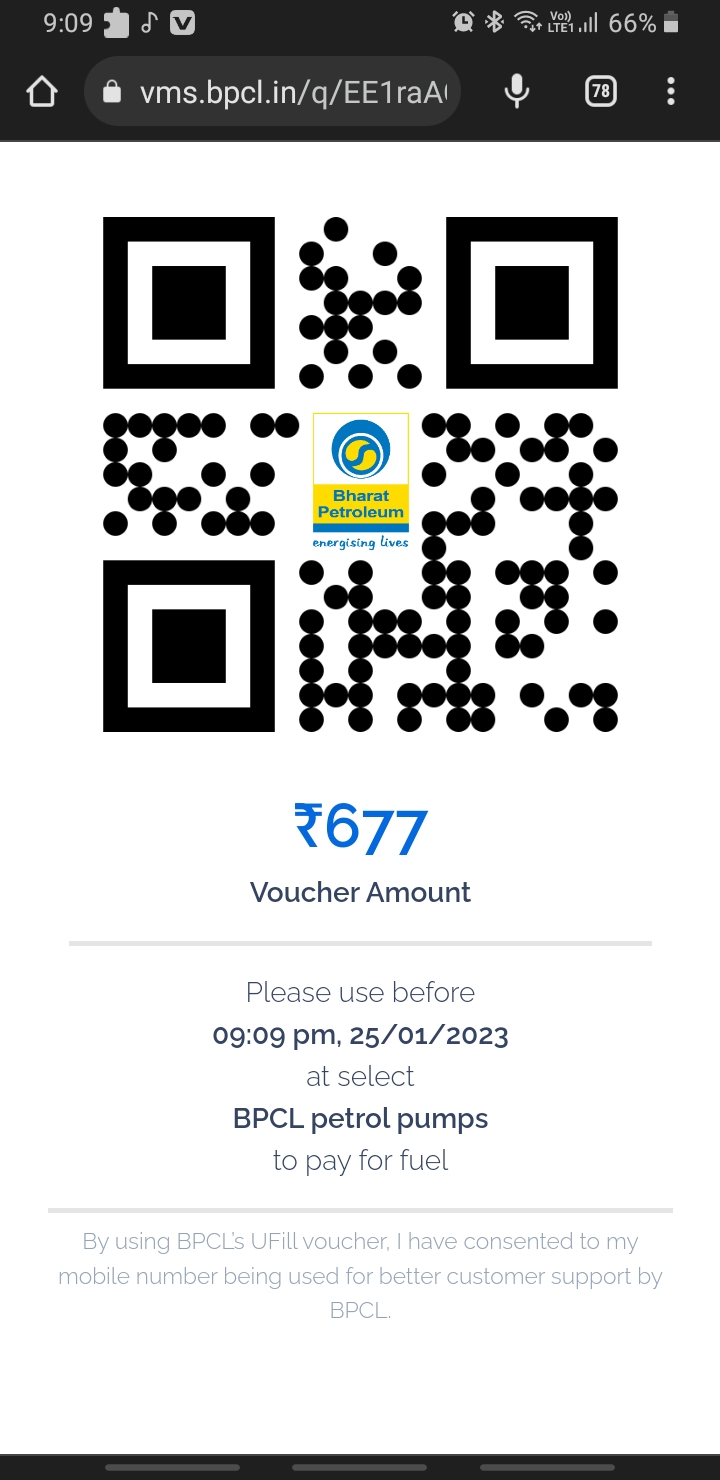 9:09
Vo))
LTE1
66%
vms.bpcl.in/q/EE1raA
78
Bharat
Petroleum
energising lives
₹677
Voucher Amount
Please use before
09:09 pm, 25/01/2023
at select
BPCL petrol pumps
to pay for fuel
By using BPCL's UFill voucher, I have consented to my
mobile number being used for better customer support by
BPCL.